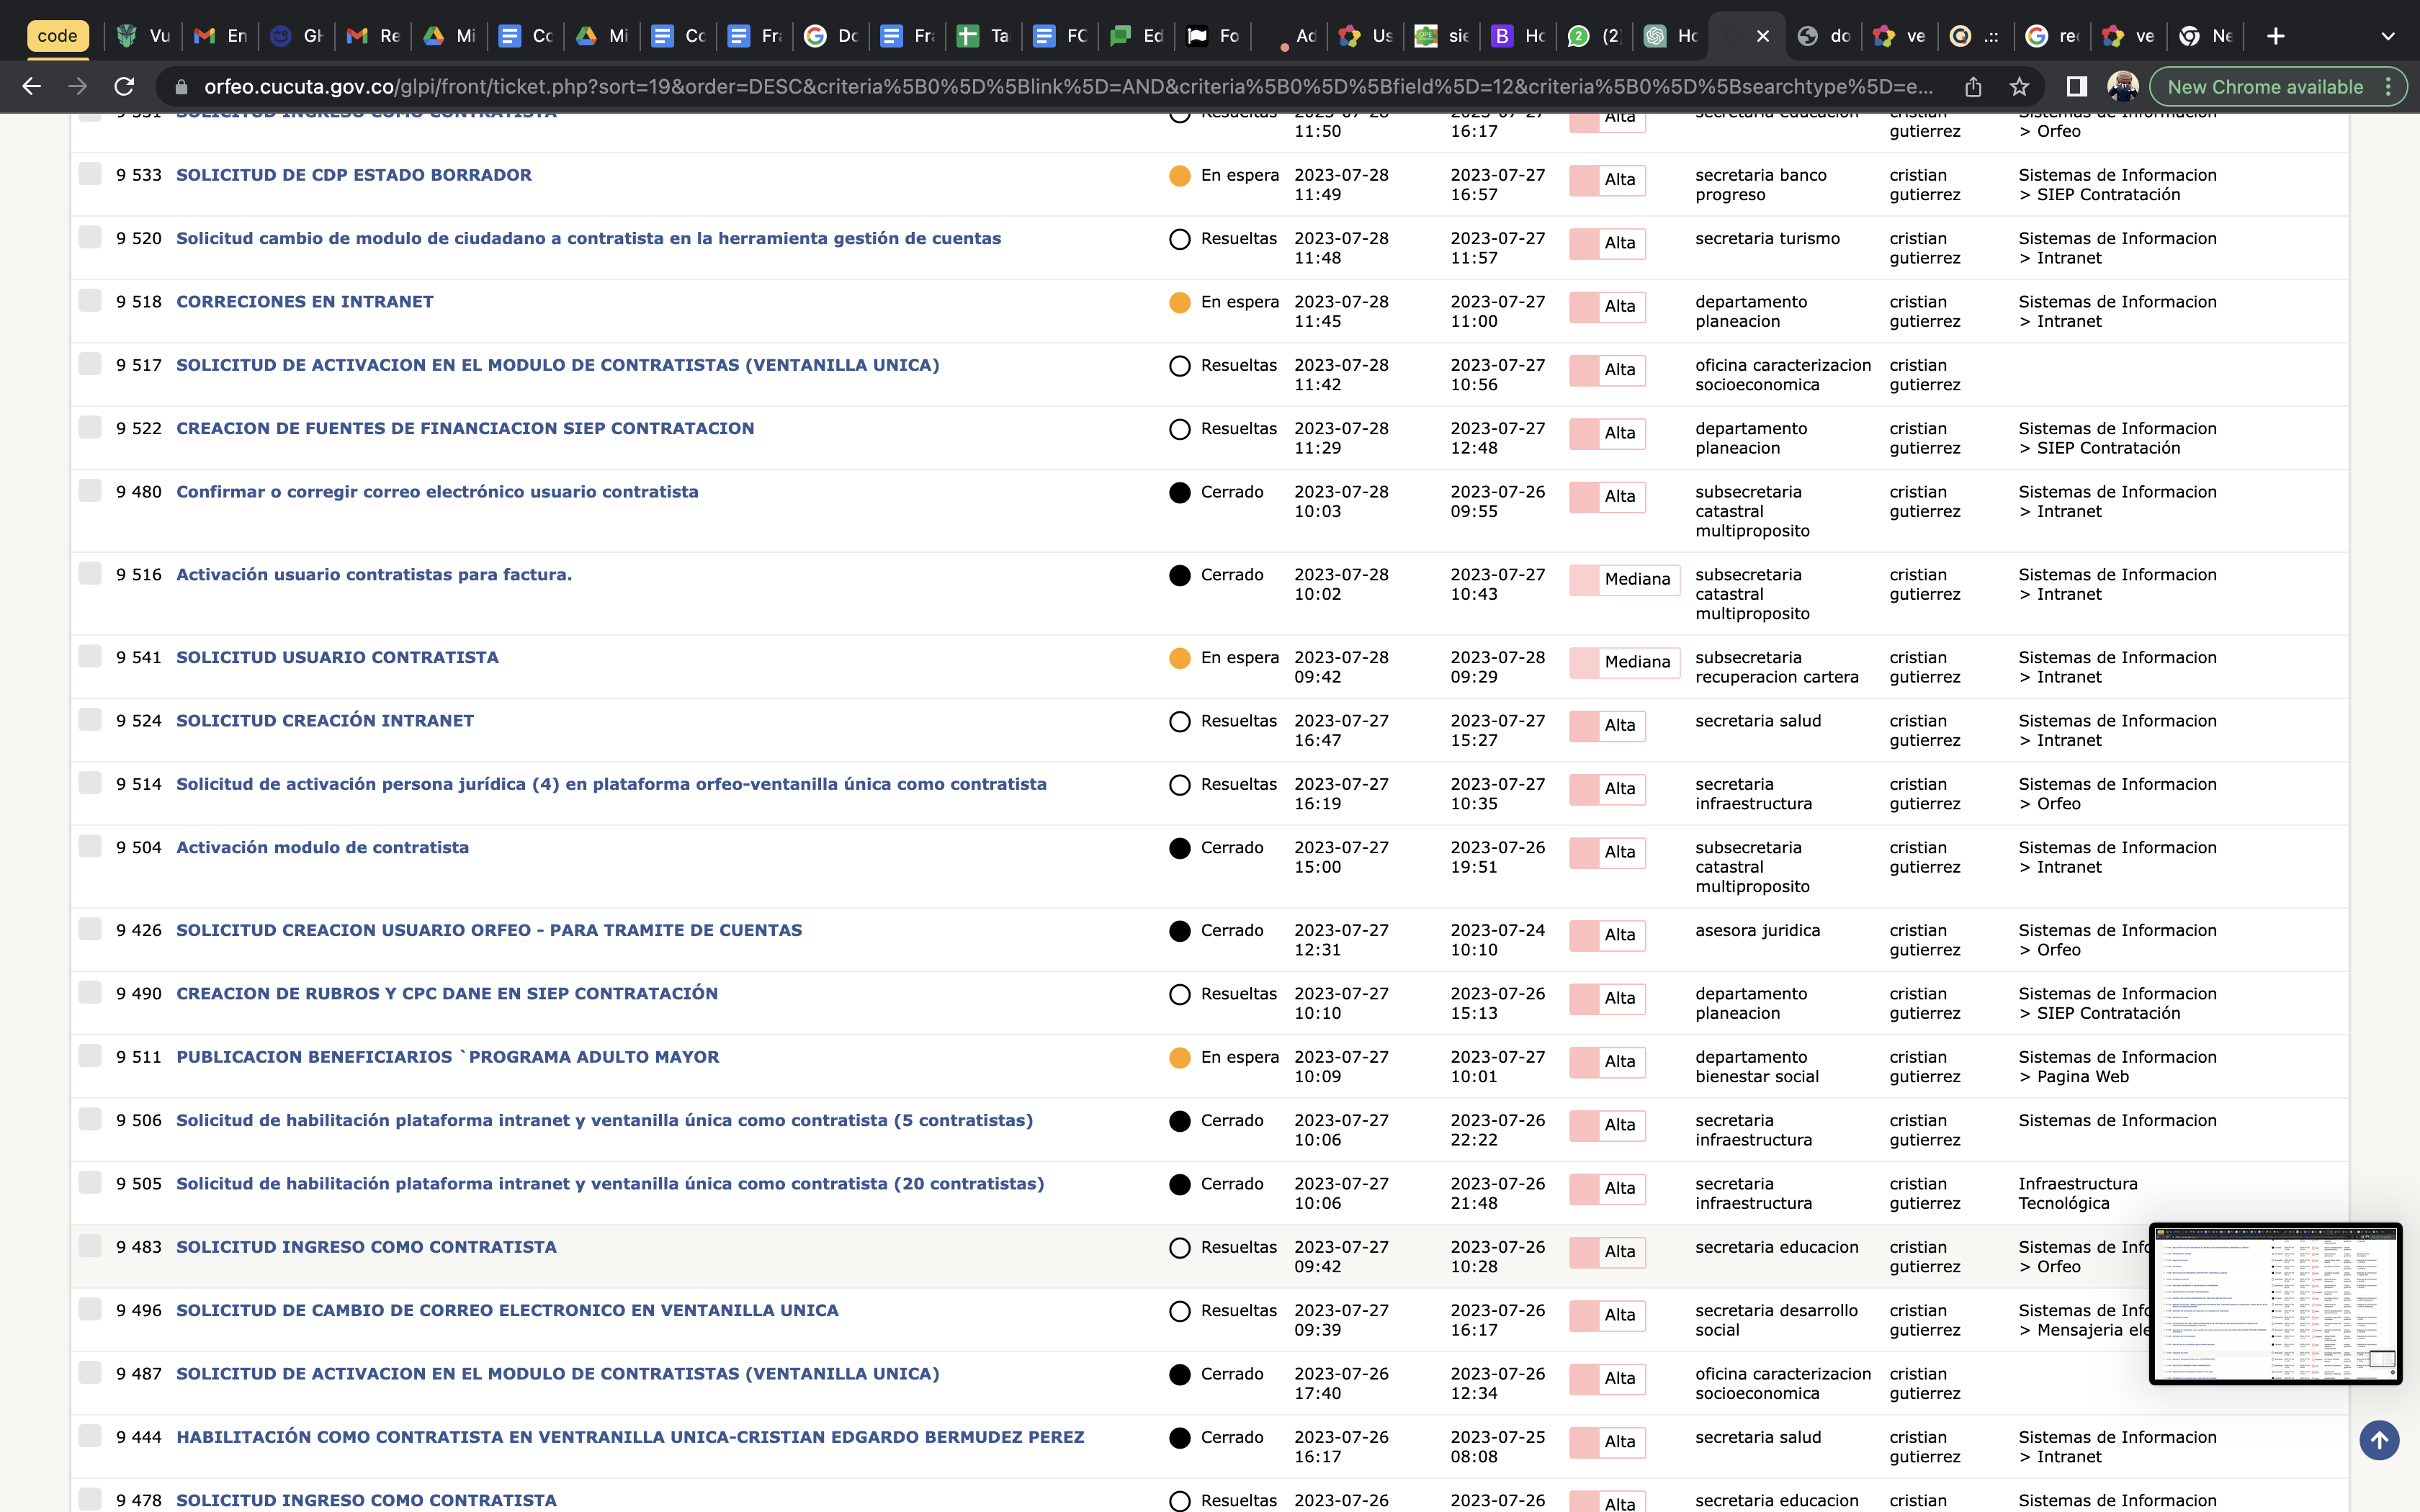 code Vu En GH Re Mi Co Mi Co Fr Do Fr Ta FO Ed Fo Ad Us sie Ho (2 Ho do ve .:: re ve Ne
orfeo.cucuta.gov.co/glpi/front/ticket.php?sort=19&order=DESC&criteria%5B0%5D%5Blink%5D=AND&criteria%5B0%5D%5Bfield%5D=12&criteria%5B0%5D%5Bsearchtype%5D=e... New Chrome available
9 531 SOLICITUD INGRESO COMO CONTRATISTA Resueltas 2023-07-28 2023-07-27 Alta secretaria educacion cristian Sistemas de Informacion
11:50 16:17 gutierrez > Orfeo
9 533 SOLICITUD DE CDP ESTADO BORRADOR En espera 2023-07-28 2023-07-27 Alta secretaria banco cristian Sistemas de Informacion
11:49 16:57 progreso gutierrez > SIEP Contratación
9 520 Solicitud cambio de modulo de ciudadano a contratista en la herramienta gestión de cuentas Resueltas 2023-07-28 2023-07-27 Alta secretaria turismo cristian Sistemas de Informacion
11:48 11:57 gutierrez > Intranet
9 518 CORRECIONES EN INTRANET En espera 2023-07-28 2023-07-27 Alta departamento cristian Sistemas de Informacion
11:45 11:00 planeacion gutierrez > Intranet
9 517 SOLICITUD DE ACTIVACION EN EL MODULO DE CONTRATISTAS (VENTANILLA UNICA) Resueltas 2023-07-28 2023-07-27 Alta oficina caracterizacion cristian
11:42 10:56 socioeconomica gutierrez
9 522 CREACION DE FUENTES DE FINANCIACION SIEP CONTRATACION Resueltas 2023-07-28 2023-07-27 Alta departamento cristian Sistemas de Informacion
11:29 12:48 planeacion gutierrez > SIEP Contratación
9 480 Confirmar o corregir correo electrónico usuario contratista Cerrado 2023-07-28 2023-07-26 Alta subsecretaria cristian Sistemas de Informacion
10:03 09:55 catastral gutierrez > Intranet
multiproposito
9 516 Activación usuario contratistas para factura. Cerrado 2023-07-28 2023-07-27 Mediana subsecretaria cristian Sistemas de Informacion
10:02 10:43 catastral gutierrez > Intranet
multiproposito
9 541 SOLICITUD USUARIO CONTRATISTA En espera 2023-07-28 2023-07-28 Mediana subsecretaria cristian Sistemas de Informacion
09:42 09:29 recuperacion cartera gutierrez > Intranet
9 524 SOLICITUD CREACIÓN INTRANET Resueltas 2023-07-27 2023-07-27 Alta secretaria salud cristian Sistemas de Informacion
16:47 15:27 gutierrez > Intranet
9 514 Solicitud de activación persona jurídica (4) en plataforma orfeo-ventanilla única como contratista Resueltas 2023-07-27 2023-07-27 Alta secretaria cristian Sistemas de Informacion
16:19 10:35 infraestructura gutierrez > Orfeo
9 504 Activación modulo de contratista Cerrado 2023-07-27 2023-07-26 Alta subsecretaria cristian Sistemas de Informacion
15:00 19:51 catastral gutierrez > Intranet
multiproposito
9 426 SOLICITUD CREACION USUARIO ORFEO - PARA TRAMITE DE CUENTAS Cerrado 2023-07-27 2023-07-24 Alta asesora juridica cristian Sistemas de Informacion
12:31 10:10 gutierrez > Orfeo
9 490 CREACION DE RUBROS Y CPC DANE EN SIEP CONTRATACIÓN Resueltas 2023-07-27 2023-07-26 Alta departamento cristian Sistemas de Informacion
10:10 15:13 planeacion gutierrez > SIEP Contratación
9 511 PUBLICACION BENEFICIARIOS `PROGRAMA ADULTO MAYOR En espera 2023-07-27 2023-07-27 Alta departamento cristian Sistemas de Informacion
10:09 10:01 bienestar social gutierrez > Pagina Web
9 506 Solicitud de habilitación plataforma intranet y ventanilla única como contratista (5 contratistas) Cerrado 2023-07-27 2023-07-26 Alta secretaria cristian Sistemas de Informacion
10:06 22:22 infraestructura gutierrez
9 505 Solicitud de habilitación plataforma intranet y ventanilla única como contratista (20 contratistas) Cerrado 2023-07-27 2023-07-26 Alta secretaria cristian Infraestructura
10:06 21:48 infraestructura gutierrez Tecnológica
9 483 SOLICITUD INGRESO COMO CONTRATISTA Resueltas 2023-07-27 2023-07-26 Alta secretaria educacion cristian Sistemas de Info
09:42 10:28 gutierrez > Orfeo
9 496 SOLICITUD DE CAMBIO DE CORREO ELECTRONICO EN VENTANILLA UNICA Resueltas 2023-07-27 2023-07-26 Alta secretaria desarrollo cristian Sistemas de Info
09:39 16:17 social gutierrez > Mensajeria ele
9 487 SOLICITUD DE ACTIVACION EN EL MODULO DE CONTRATISTAS (VENTANILLA UNICA) Cerrado 2023-07-26 2023-07-26 Alta oficina caracterizacion cristian
17:40 12:34 socioeconomica gutierrez
9 444 HABILITACIÓN COMO CONTRATISTA EN VENTRANILLA UNICA-CRISTIAN EDGARDO BERMUDEZ PEREZ Cerrado 2023-07-26 2023-07-25 Alta secretaria salud cristian Sistemas de Informacion
16:17 08:08 gutierrez > Intranet
9 478 SOLICITUD INGRESO COMO CONTRATISTA Resueltas 2023-07-26 2023-07-26 Alta secretaria educacion cristian Sistemas de Informacion